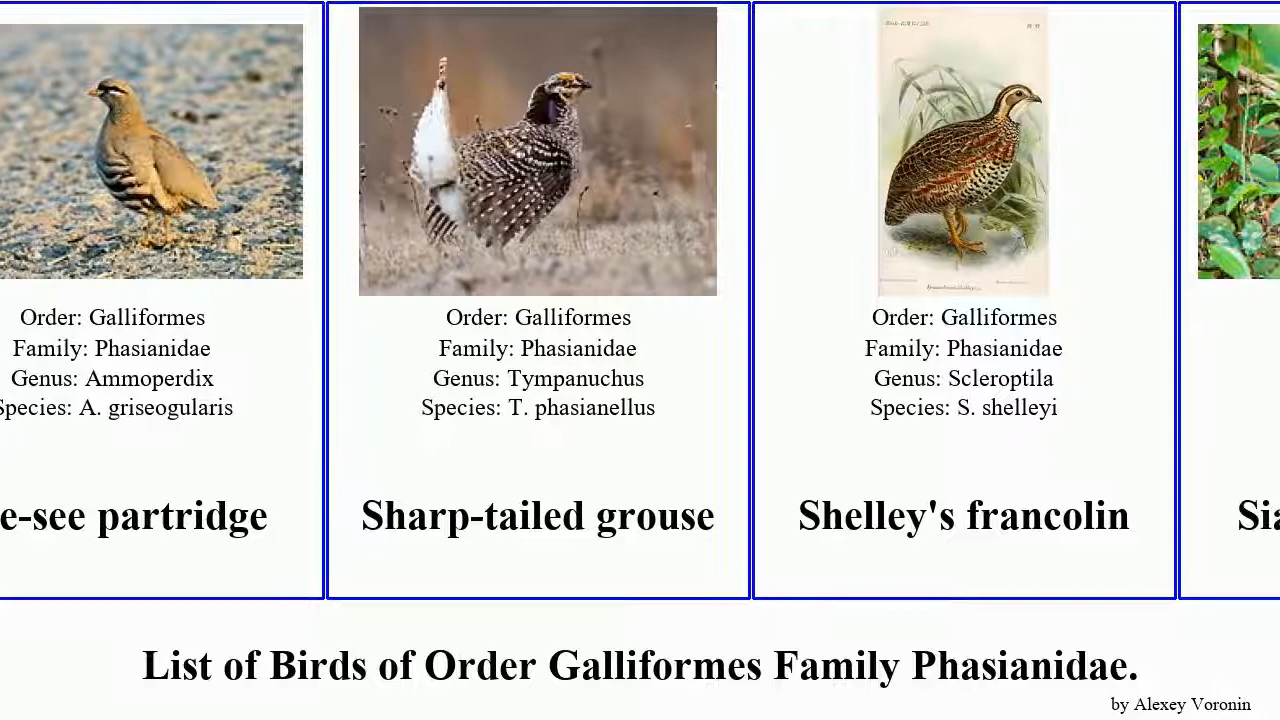 Order: Galliformes
Family: Phasianidae
Genus: Ammoperdix
Species: A. griseogularis
e-see partridge
Order: Galliformes
Family: Phasianidae
Genus: Tympanuchus
Species: T. phasianellus
Sharp-tailed grouse
Order: Galliformes
Family: Phasianidae
Genus: Scleroptila
Species: S. shelleyi
Shelley's francolin
Sia
List of Birds of Order Galliformes Family Phasianidae.
by Alexey Voronin